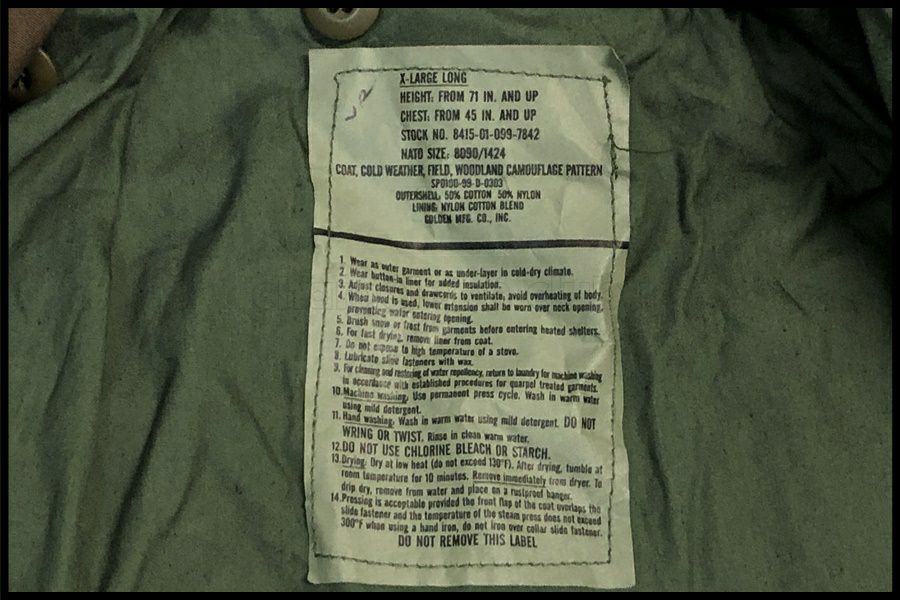 X-LARGE LONG
HEIGHT: FROM 71 IN. AND UP
CHEST: FROM 45 IN. AND UP
STOCK NO. 8415-01-099-7842
NATO SIZE: 8090/1424
COAT, COLD WEATHER, FIELD, WOODLAND CAMOUFLAGE PATTERN
SPO100-99-D-0303
OUTERSHELL: 50% COTTON 50% NYLON
LINING: NYLON COTTON BLEND
GOLDEN MFG. CO., INC.
1. Wear as outer garment or as under-layer in cold-dry climate.
2. Wear button-in liner for added insulation.
3. Adjust closures and drawcords to ventilate, avoid overheating of body.
4. When hood is used, lower extension shall be worn over neck opening,
preventing water entering opening.
5. Brush snow or frost from garments before entering heated shelters.
6. For fast drying, remove liner from coat.
7. Do not expose to high temperature of a stove.
8. Lubricate slide fasteners with wax.
9. For cleaning and restoring of water repellency, return to laundry for machine washing
in accordance with established procedures for quarpel treated garments.
10. Machine washing: Use permanent press cycle. Wash in warm water
using mild detergent.
11. Hand washing: Wash in warm water using mild detergent. DO NOT
WRING OR TWIST. Rinse in clean warm water.
12. DO NOT USE CHLORINE BLEACH OR STARCH.
13. Drying: Dry at low heat (do not exceed 130°F). After drying, tumble at
room temperature for 10 minutes. Remove immediately from dryer. To
drip dry, remove from water and place on a rustproof hanger.
14. Pressing is acceptable provided the front flap of the coat overlaps the
slide fastener and the temperature of the steam press does not exceed
300°F when using a hand iron, do not iron over collar slide fastener.
DO NOT REMOVE THIS LABEL